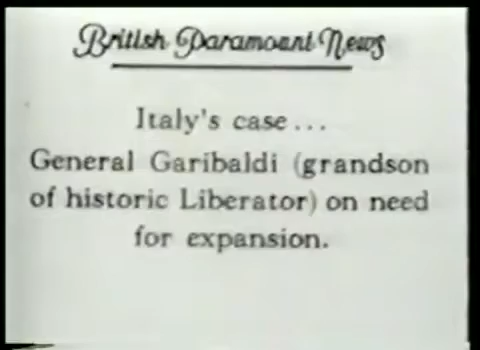 British Paramount News
Italy's case...
General Garibaldi (grandson
of historic Liberator) on need
for expansion.